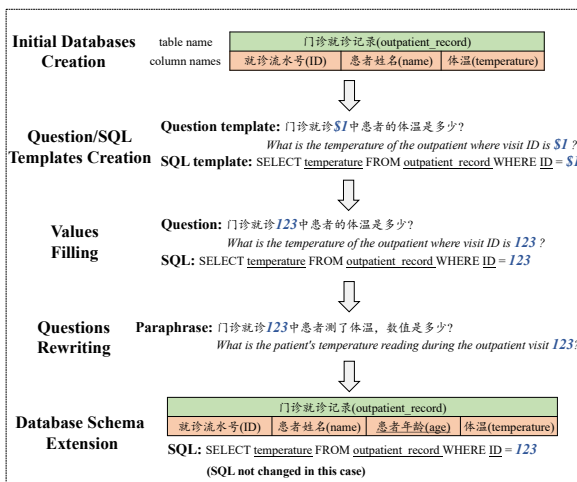 Initial Databases
Creation
table name
column names
门诊就诊记录(outpatient_record)
就诊流水号(ID) 患者姓名(name) 体温(temperature)
Question/SQL
Templates Creation
Question template: 门诊就诊$1中患者的体温是多少?
What is the temperature of the outpatient where visit ID is $1 ?
SQL template: SELECT temperature FROM outpatient_record WHERE ID = $1
Values
Filling
Question: 门诊就诊123中患者的体温是多少?
What is the temperature of the outpatient where visit ID is 123 ?
SQL: SELECT temperature FROM outpatient_record WHERE ID = 123
Questions
Rewriting
Paraphrase: 门诊就诊123中患者测了体温，数值是多少?
What is the patient's temperature reading during the outpatient visit 123?
Database Schema
Extension
门诊就诊记录(outpatient_record)
就诊流水号(ID) 患者姓名(name) 患者年龄(age) 体温(temperature)
SQL: SELECT temperature FROM outpatient_record WHERE ID = 123
(SQL not changed in this case)